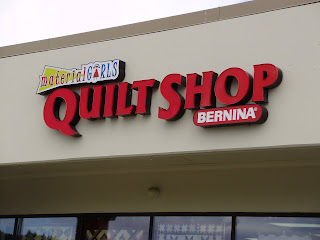 materialGIRLS
QUILT SHOP
BERNINA®